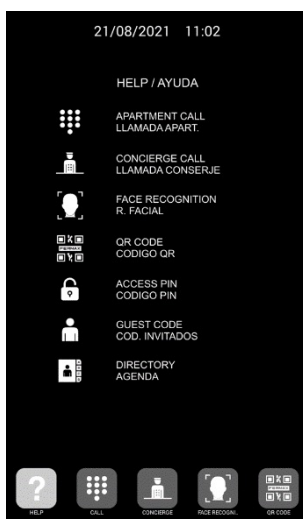 21/08/2021 11:02
HELP / AYUDA
APARTMENT CALL
LLAMADA APART.
CONCIERGE CALL
LLAMADA CONSERJE
FACE RECOGNITION
R. FACIAL
QR CODE
CODIGO QR
ACCESS PIN
CODIGO PIN
GUEST CODE
COD. INVITADOS
DIRECTORY
AGENDA
HELP
CALL
CONCIERGE
FACE RECOGNI..
QR CODE